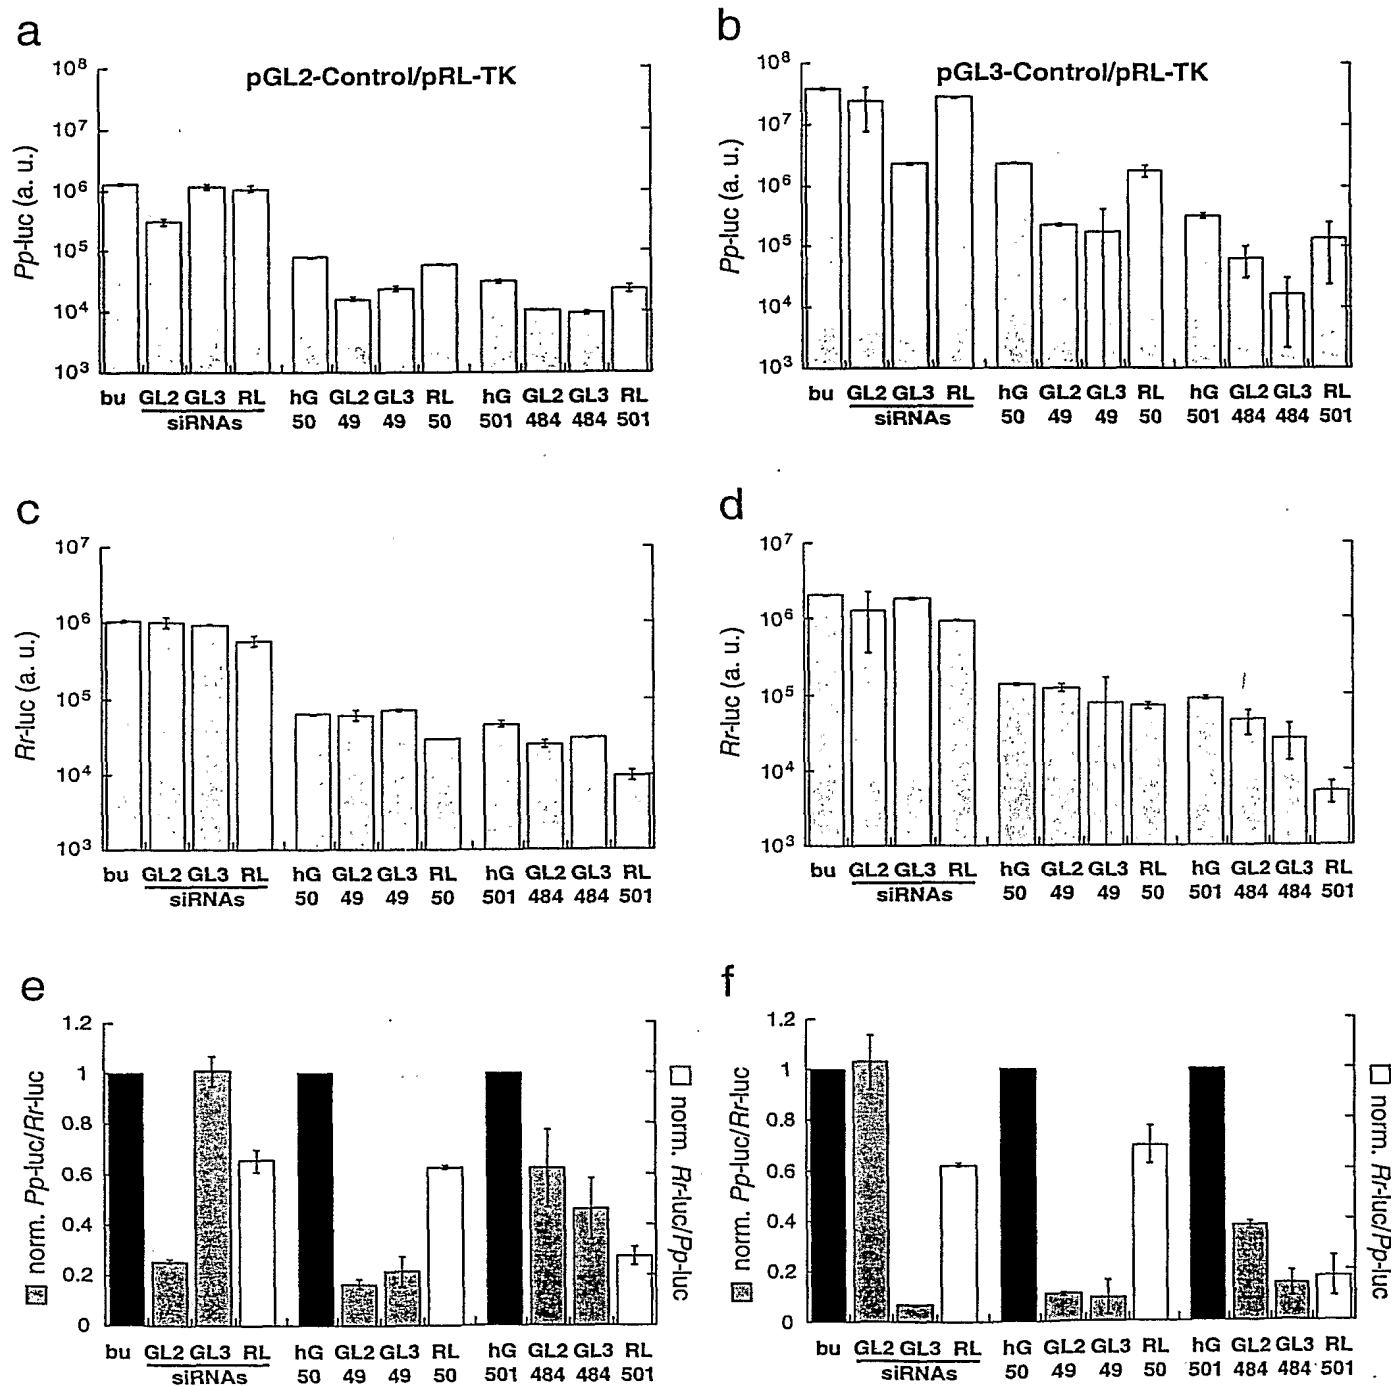 a
pGL2-Control/pRL-TK
Pp-luc (a. u.)
10⁸
10⁷
10⁶
10⁵
10⁴
10³
bu GL2 GL3 RL hG GL2 GL3 RL hG GL2 GL3 RL
siRNAs 50 49 49 50 501 484 484 501
b
pGL3-Control/pRL-TK
Pp-luc (a. u.)
10⁸
10⁷
10⁶
10⁵
10⁴
10³
bu GL2 GL3 RL hG GL2 GL3 RL hG GL2 GL3 RL
siRNAs 50 49 49 50 501 484 484 501
c
Rr-luc (a. u.)
10⁷
10⁶
10⁵
10⁴
10³
bu GL2 GL3 RL hG GL2 GL3 RL hG GL2 GL3 RL
siRNAs 50 49 49 50 501 484 484 501
d
Rr-luc (a. u.)
10⁷
10⁶
10⁵
10⁴
10³
bu GL2 GL3 RL hG GL2 GL3 RL hG GL2 GL3 RL
siRNAs 50 49 49 50 501 484 484 501
e
norm. Pp-luc/Rr-luc
1.2
1
0.8
0.6
0.4
0.2
0
norm. Rr-luc/Pp-luc
bu GL2 GL3 RL hG GL2 GL3 RL hG GL2 GL3 RL
siRNAs 50 49 49 50 501 484 484 501
f
norm. Pp-luc/Rr-luc
1.2
1
0.8
0.6
0.4
0.2
0
norm. Rr-luc/Pp-luc
bu GL2 GL3 RL hG GL2 GL3 RL hG GL2 GL3 RL
siRNAs 50 49 49 50 501 484 484 501